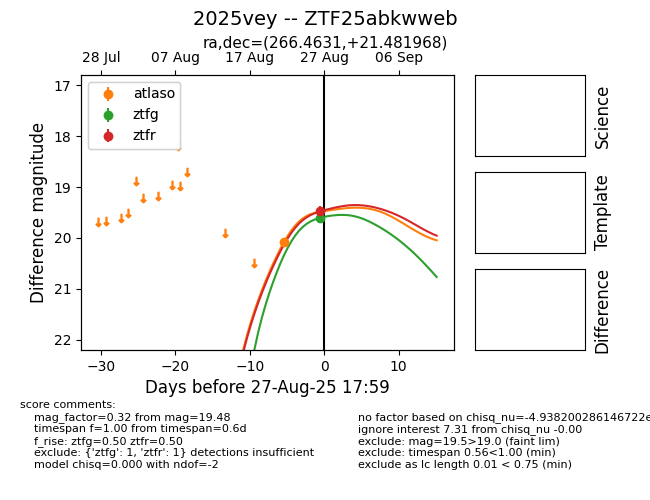 2025vey -- ZTF25abkwweb
ra,dec=(266.4631,+21.481968)
28 Jul 07 Aug 17 Aug 27 Aug 06 Sep
atlaso
ztfg
ztfr
17
18
19
20
21
22
Difference magnitude
−30 −20 −10 0 10
Days before 27-Aug-25 17:59
Science
Template
Difference
score comments:
mag_factor=0.32 from mag=19.48
timespan f=1.00 from timespan=0.6d
f_rise: ztfg=0.50 ztfr=0.50
exclude: {'ztfg': 1, 'ztfr': 1} detections insufficient
model chisq=0.000 with ndof=-2
no factor based on chisq_nu=-4.938200286146722e
ignore interest 7.31 from chisq_nu -0.00
exclude: mag=19.5>19.0 (faint lim)
exclude: timespan 0.56<1.00 (min)
exclude as lc length 0.01 < 0.75 (min)